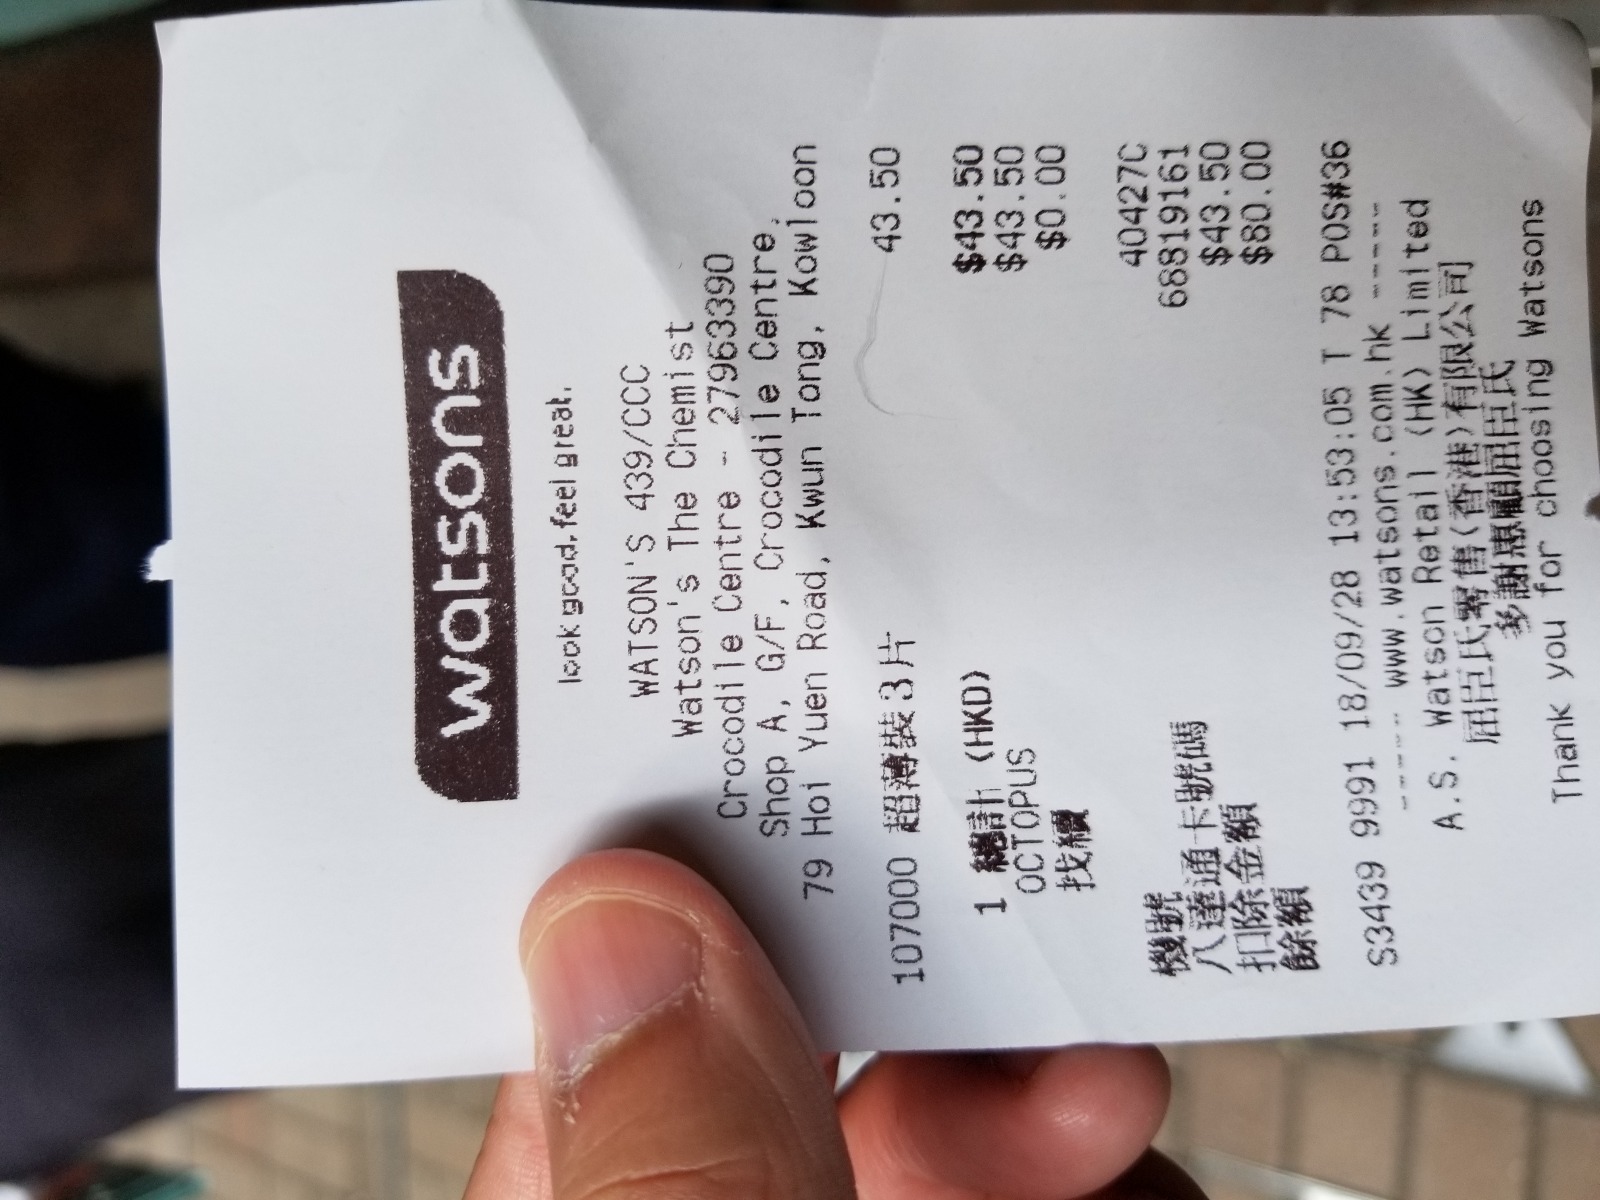 watsons
look good. feel great.
WATSON'S 439/CCC
Watson's The Chemist
Crocodile Centre - 27963390
Shop A, G/F, Crocodile Centre,
79 Hoi Yuen Road, Kwun Tong, Kowloon
107000 超薄裝3片 43.50
1 總計 (HKD) $43.50
OCTOPUS $43.50
找續 $0.00
機號 40427C
八達通卡號碼 68819161
扣除金額 $43.50
餘額 $80.00
S3439 9991 18/09/28 13:53:05 T 78 POS#36
----- www.watsons.com.hk -----
A.S. Watson Retail (HK) Limited
屈臣氏零售(香港)有限公司
多謝惠顧屈臣氏
Thank you for choosing Watsons